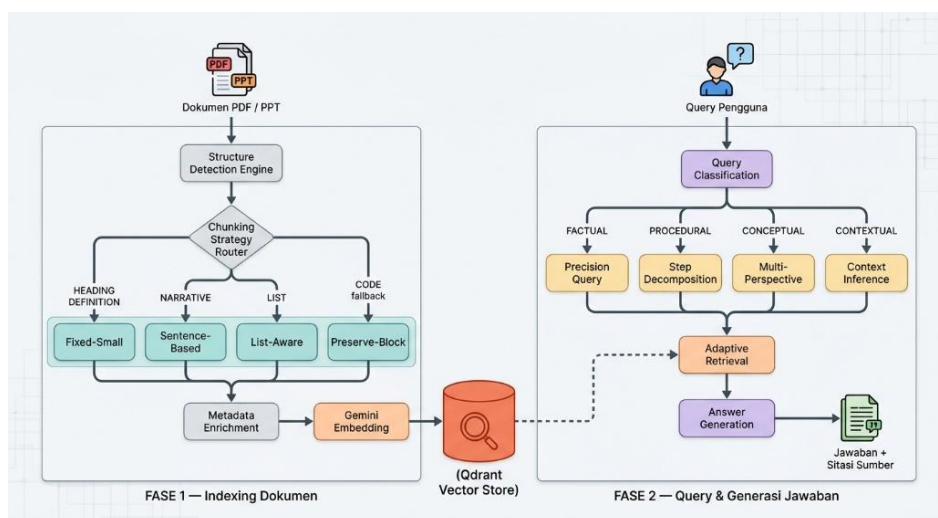 PDF
PPT
Dokumen PDF / PPT
Structure
Detection Engine
Chunking
Strategy
Router
HEADING
DEFINITION
NARRATIVE
LIST
CODE
fallback
Fixed-Small
Sentence-
Based
List-Aware
Preserve-Block
Metadata
Enrichment
Gemini
Embedding
FASE 1 — Indexing Dokumen
(Qdrant
Vector Store)
?
Query Pengguna
Query
Classification
FACTUAL
PROCEDURAL
CONCEPTUAL
CONTEXTUAL
Precision
Query
Step
Decomposition
Multi-
Perspective
Context
Inference
Adaptive
Retrieval
Answer
Generation
Jawaban +
Sitasi Sumber
FASE 2 — Query & Generasi Jawaban